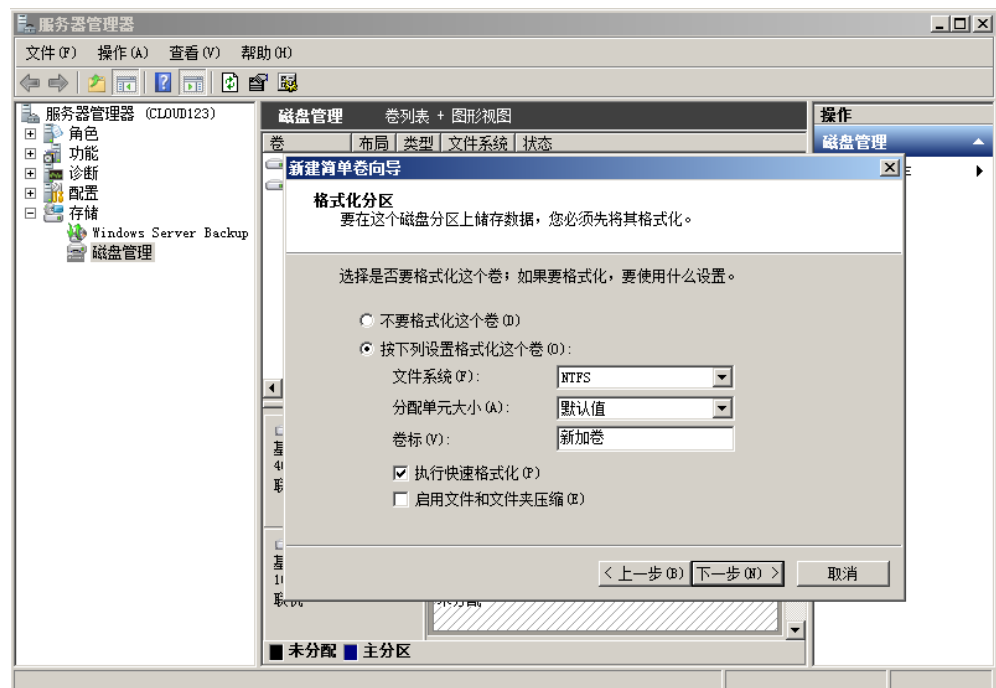 服务器管理器
文件(F) 操作(A) 查看(V) 帮助(H)
服务器管理器 (CLOUD123)
角色
功能
诊断
配置
存储
Windows Server Backup
磁盘管理
磁盘管理 卷列表 + 图形视图
卷 布局 类型 文件系统 状态
操作
磁盘管理
新建简单卷向导
格式化分区
要在这个磁盘分区上储存数据，您必须先将其格式化。
选择是否要格式化这个卷；如果要格式化，要使用什么设置。
不要格式化这个卷(D)
按下列设置格式化这个卷(O):
文件系统(F): NTFS
分配单元大小(A): 默认值
卷标(V): 新加卷
执行快速格式化(P)
启用文件和文件夹压缩(E)
< 上一步(B) 下一步(N) > 取消
未分配 主分区